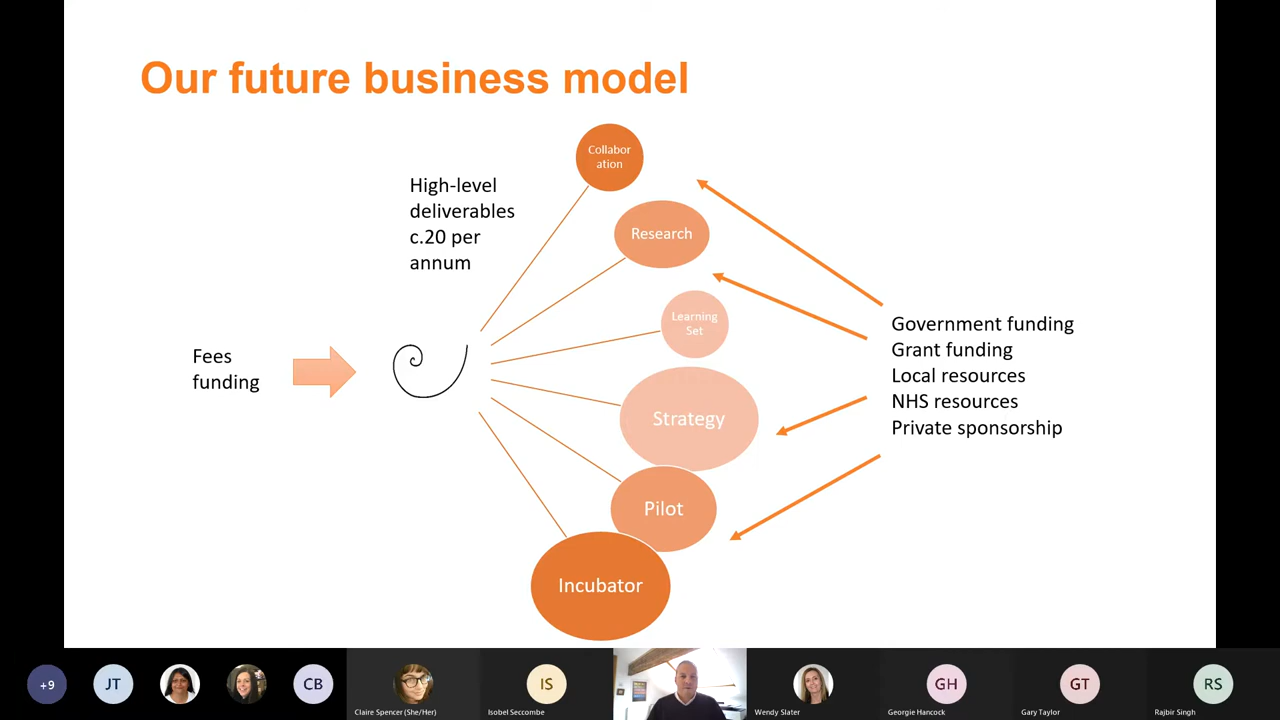 Our future business model
Collabor
ation
High-level
deliverables
c.20 per
annum
Research
Learning
Set
Fees
funding
Government funding
Grant funding
Local resources
NHS resources
Private sponsorship
Strategy
Pilot
Incubator
+9
JT
CB
Claire Spencer (She/Her)
IS
Isobel Seccombe
Wendy Slater
GH
Georgie Hancock
GT
Gary Taylor
RS
Rajbir Singh